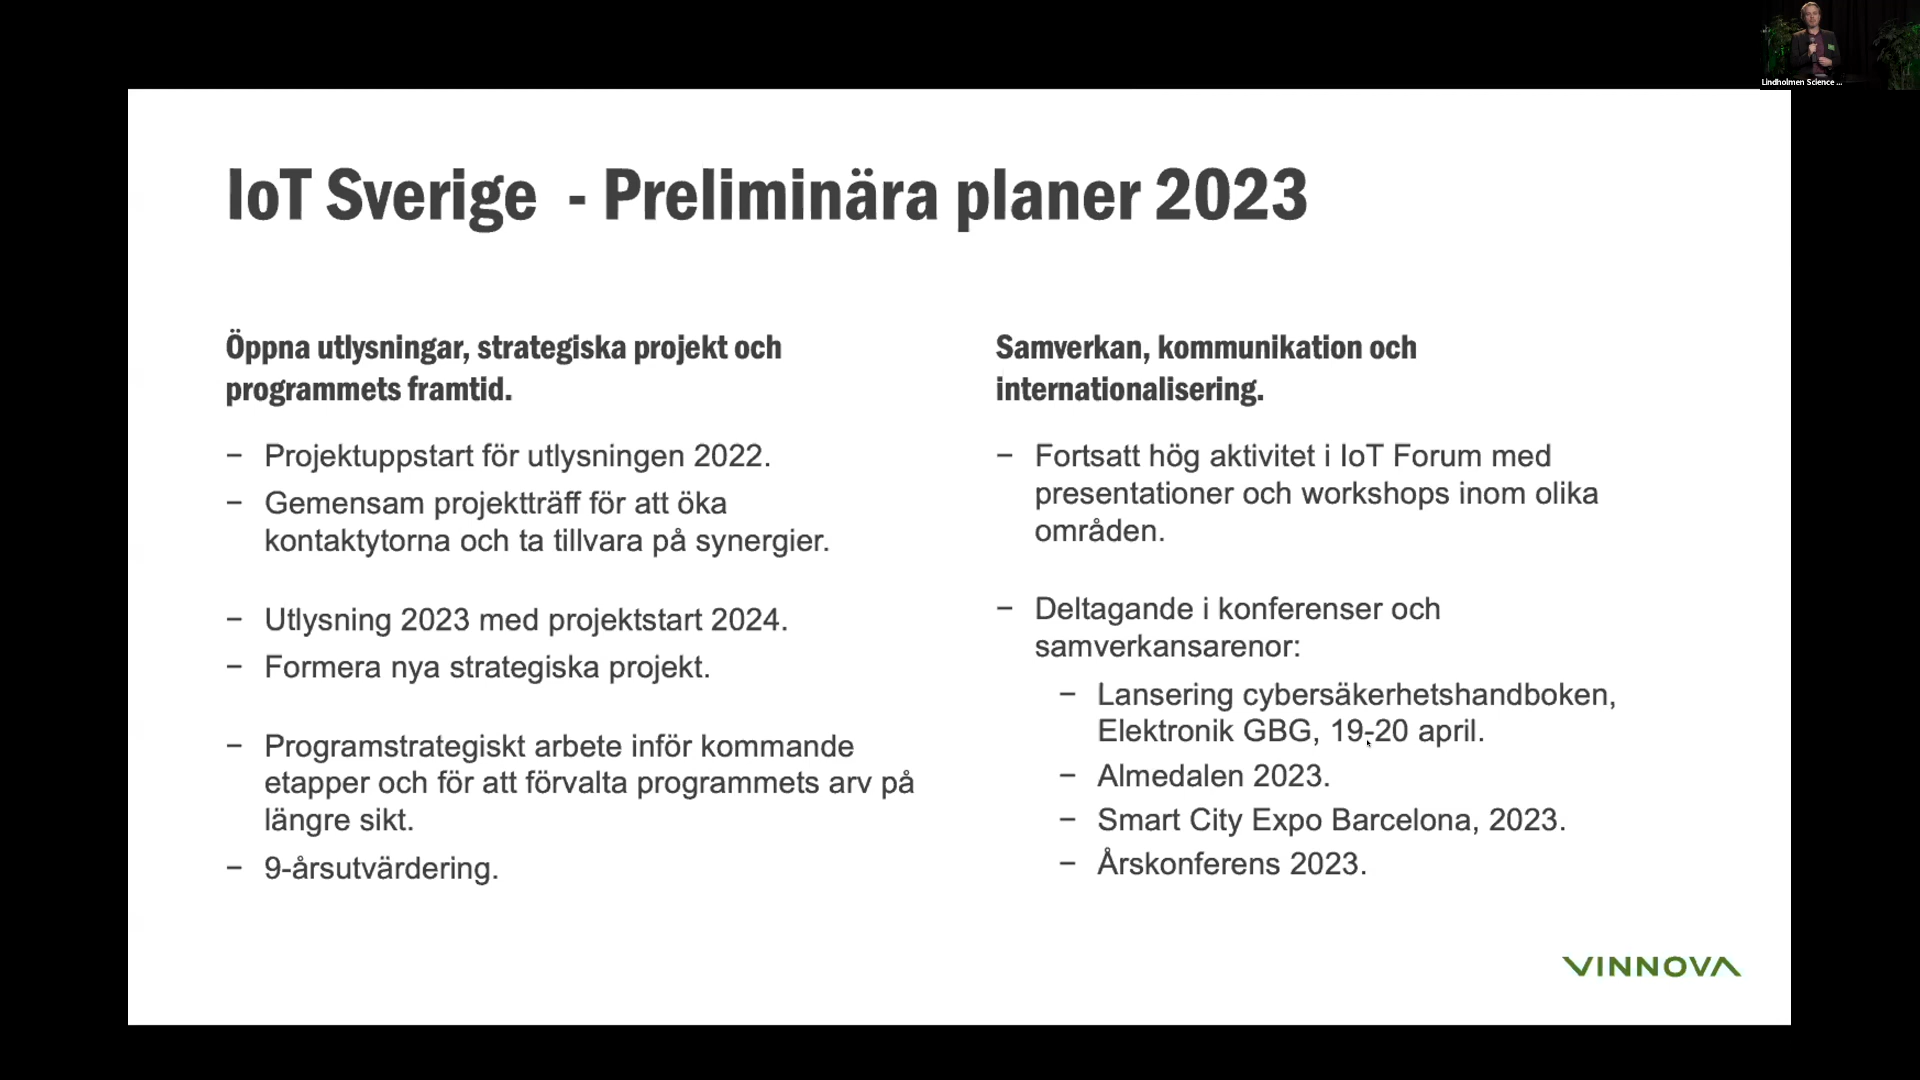 Lindholmen Science ...
IoT Sverige - Preliminära planer 2023
Öppna utlysningar, strategiska projekt och
programmets framtid.
− Projektuppstart för utlysningen 2022.
− Gemensam projektträff för att öka
kontaktytorna och ta tillvara på synergier.
− Utlysning 2023 med projektstart 2024.
− Formera nya strategiska projekt.
− Programstrategiskt arbete inför kommande
etapper och för att förvalta programmets arv på
längre sikt.
− 9-årsutvärdering.
Samverkan, kommunikation och
internationalisering.
− Fortsatt hög aktivitet i IoT Forum med
presentationer och workshops inom olika
områden.
− Deltagande i konferenser och
samverkansarenor:
− Lansering cybersäkerhetshandboken,
Elektronik GBG, 19-20 april.
− Almedalen 2023.
− Smart City Expo Barcelona, 2023.
− Årskonferens 2023.
VINNOVA